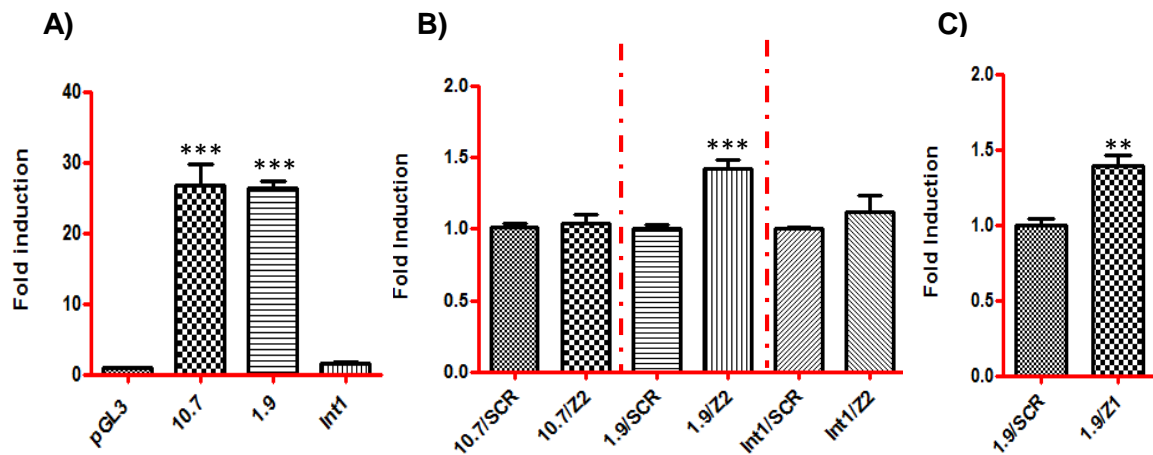 A)
Fold induction
40
30
20
10
0
***
***
pGL3
10.7
1.9
Int1
B)
Fold Induction
2.0
1.5
1.0
0.5
0.0
***
10.7/SCR
10.7/Z2
1.9/SCR
1.9/Z2
Int1/SCR
Int1/Z2
C)
Fold Induction
2.0
1.5
1.0
0.5
0.0
**
1.9/SCR
1.9/Z1